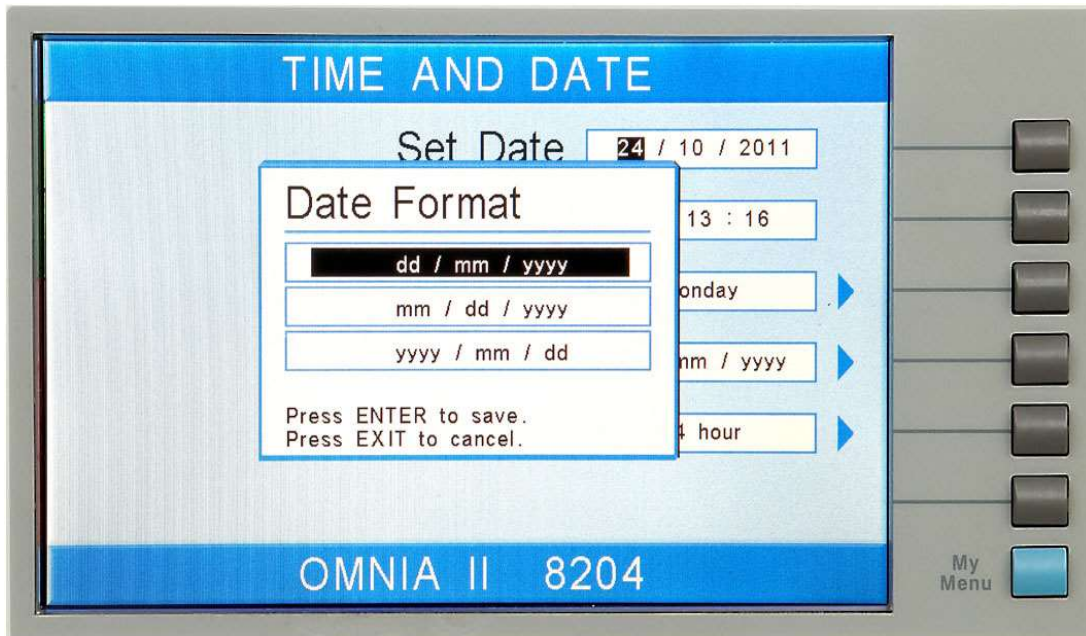 TIME AND DATE
Set Date 24 / 10 / 2011
13 : 16
onday
mm / yyyy
hour
Date Format
dd / mm / yyyy
mm / dd / yyyy
yyyy / mm / dd
Press ENTER to save.
Press EXIT to cancel.
OMNIA II 8204
My
Menu